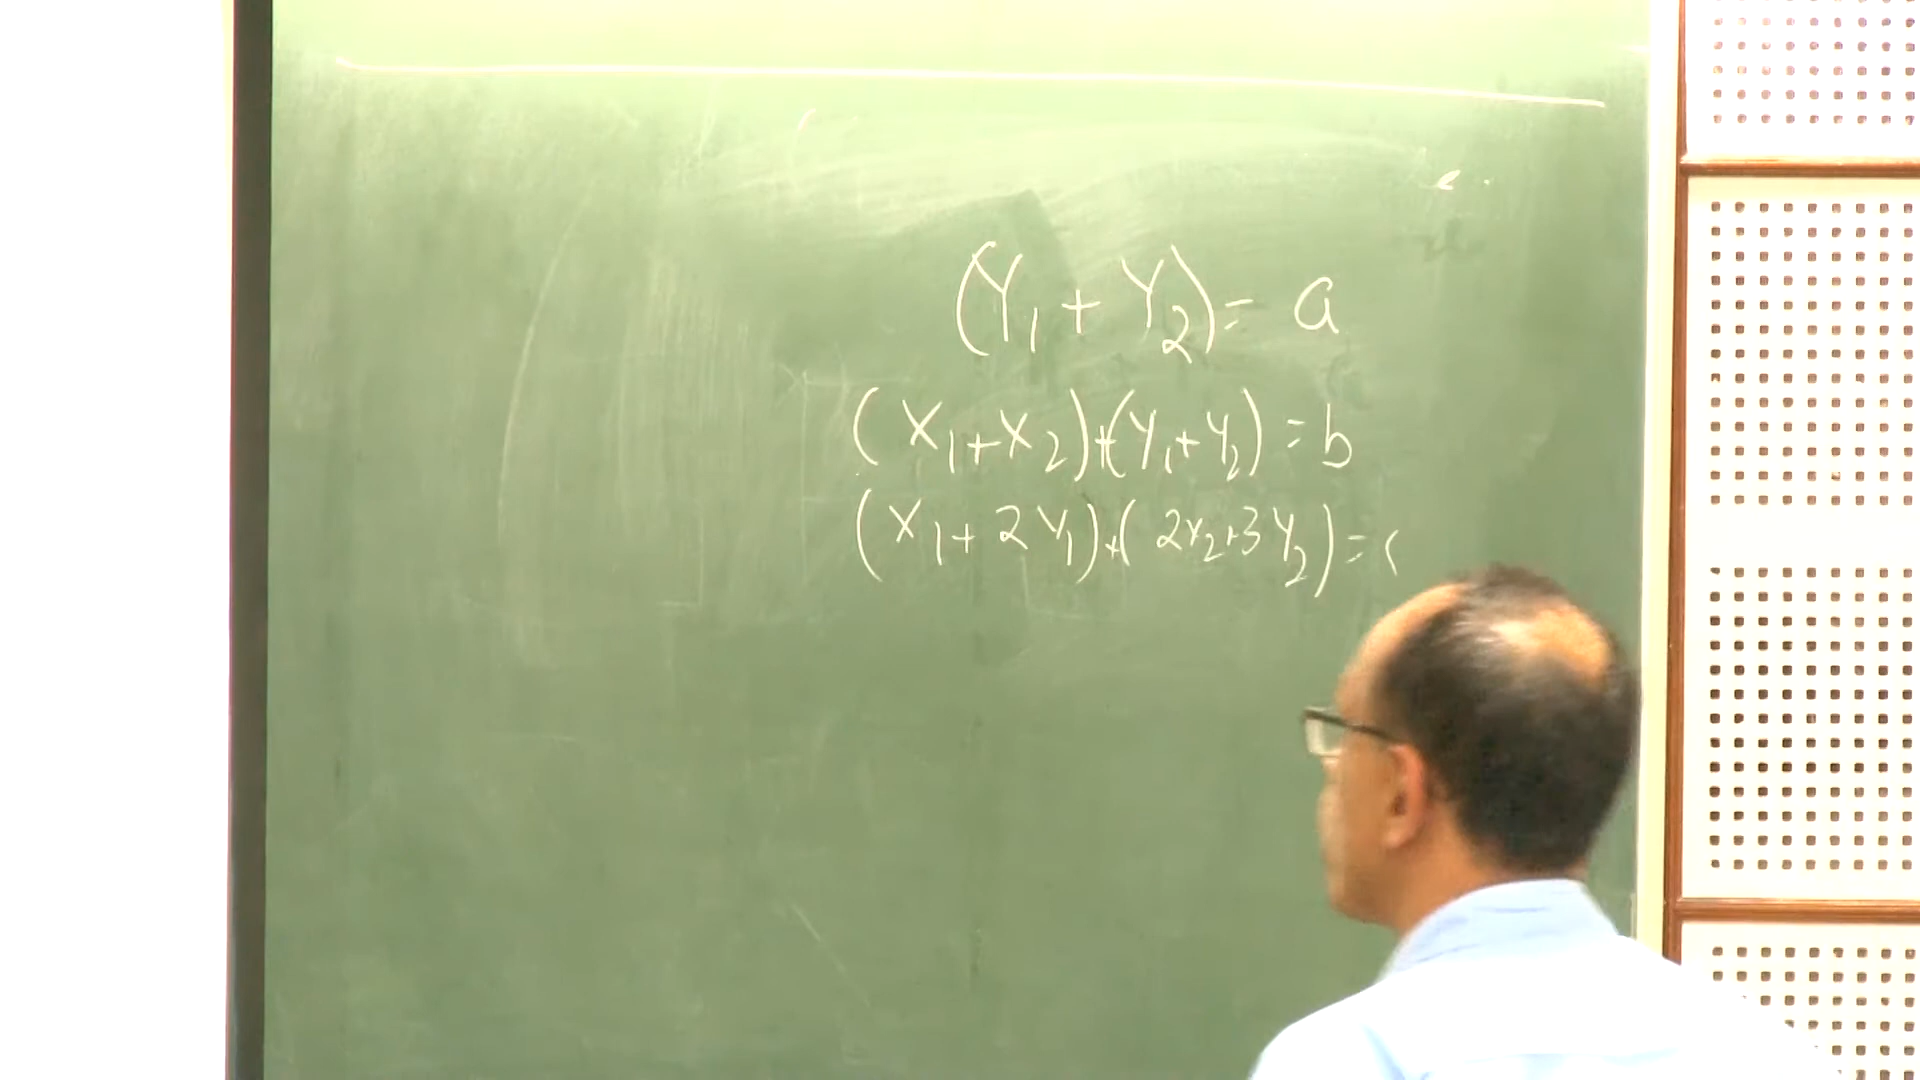 (Y₁ + Y₂) = a
(X₁ + X₂) + (Y₁ + Y₂) = b
(X₁ + 2Y₁) + (2X₂ + 3Y₂) = c